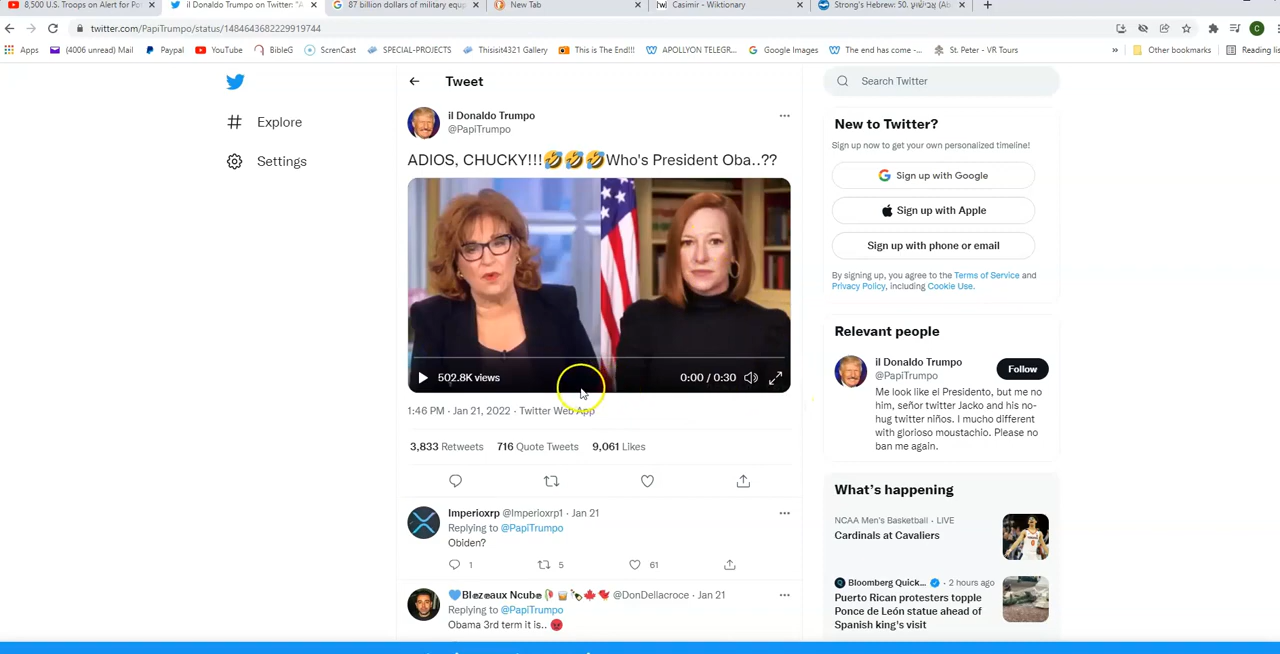 8,500 U.S. Troops on Alert for Po
il Donaldo Trumpo on Twitter: "A
87 billion dollars of military equi
New Tab
Casimir - Wiktionary
twitter.com/PapiTrumpo/status/1484643682229919744
Apps
(4006 unread) Mail
Paypal
YouTube
BibleG
ScrenCast
SPECIAL-PROJECTS
Thisisit4321 Gallery
This is The End!!!
APOLLYON TELEGR...
Google Images
The end has come -...
St. Peter - VR Tours
»
Other bookmarks
Reading lis
Tweet
Search Twitter
Explore
Settings
il Donaldo Trumpo
@PapiTrumpo
ADIOS, CHUCKY!!!🤣🤣🤣Who's President Oba..??
502.8K views
0:00 / 0:30
1:46 PM · Jan 21, 2022 · Twitter Web App
3,833 Retweets 716 Quote Tweets 9,061 Likes
Imperioxrp @Imperioxrp1 · Jan 21
Replying to @PapiTrumpo
Obiden?
1
5
61
@DonDellacroce · Jan 21
Replying to @PapiTrumpo
Obama 3rd term it is.. 😡
New to Twitter?
Sign up now to get your own personalized timeline!
Sign up with Google
Sign up with Apple
Sign up with phone or email
By signing up, you agree to the Terms of Service and
Privacy Policy, including Cookie Use.
Relevant people
il Donaldo Trumpo
@PapiTrumpo
Follow
Me look like el Presidento, but me no
him, señor twitter Jacko and his no-
hug twitter niños. I mucho different
with glorioso moustachio. Please no
ban me again.
What's happening
NCAA Men's Basketball · LIVE
Cardinals at Cavaliers
Bloomberg Quick... · 2 hours ago
Puerto Rican protesters topple
Ponce de León statue ahead of
Spanish king's visit